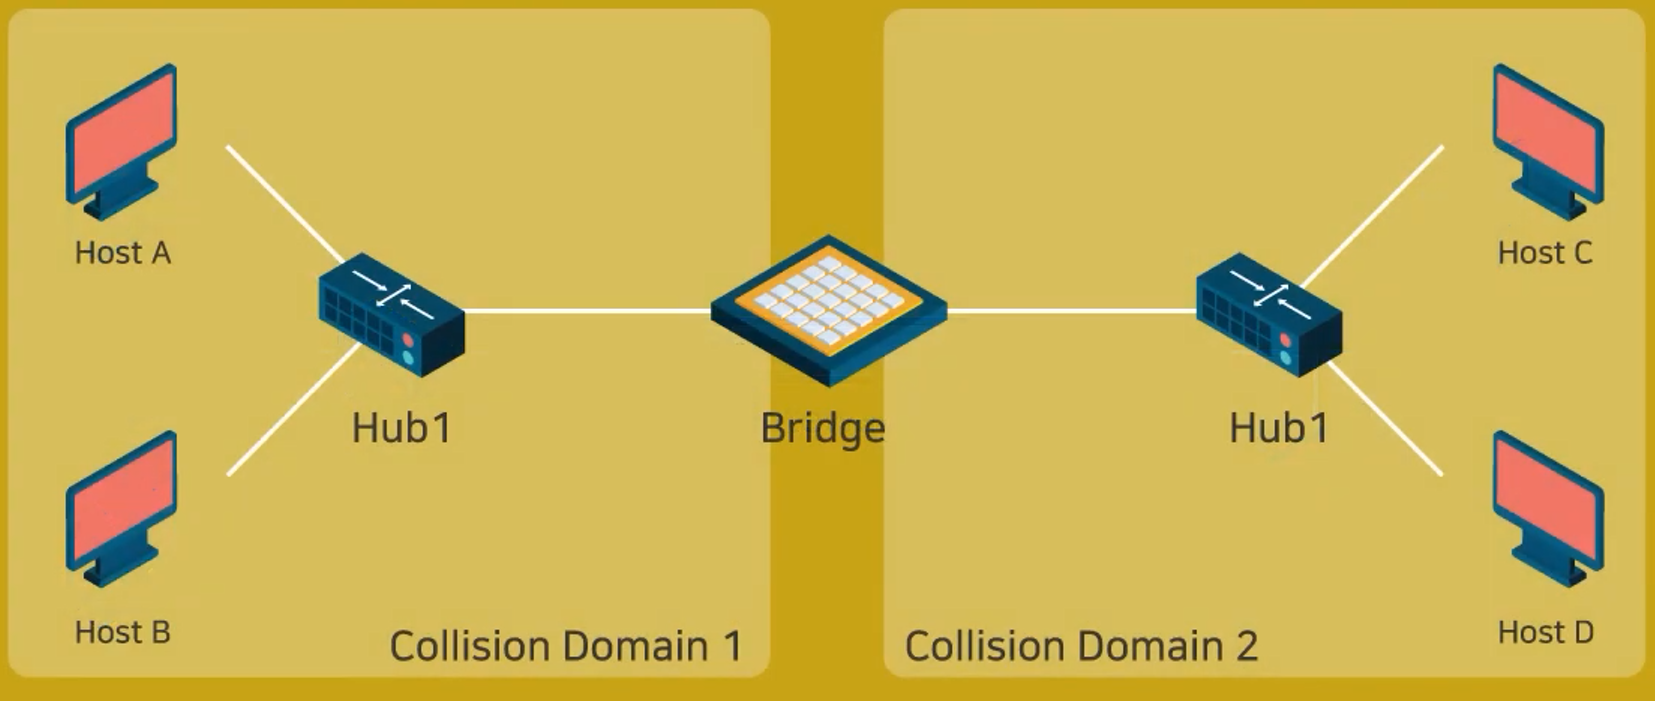 Host A
Host C
Hub1
Bridge
Hub1
Host B
Host D
Collision Domain 1
Collision Domain 2